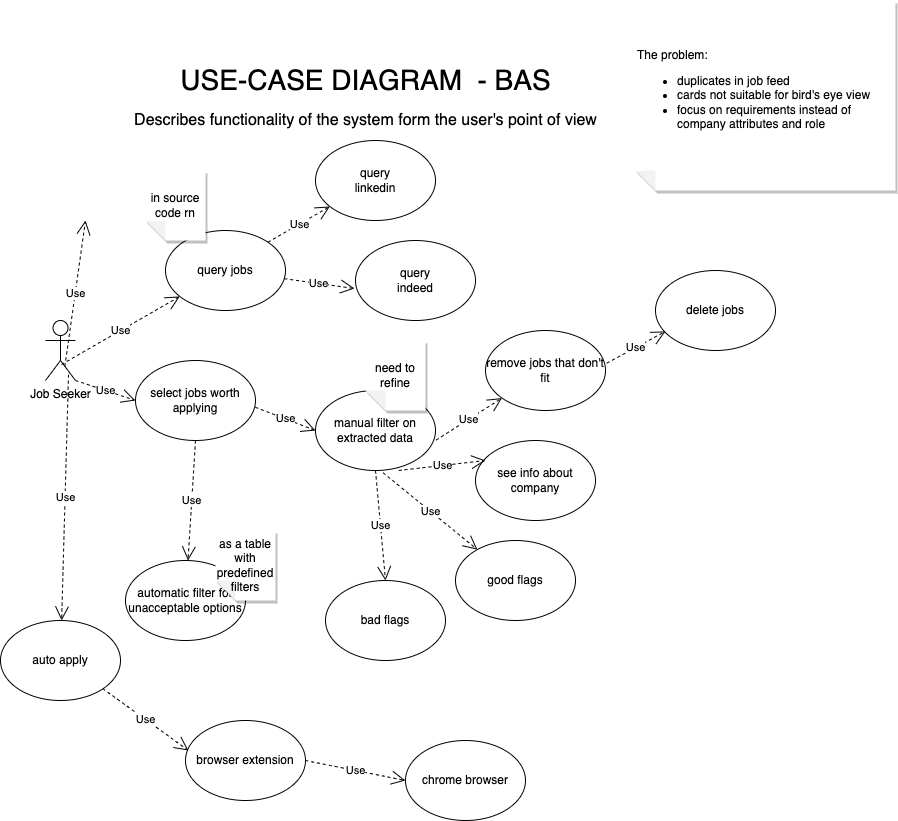 The problem:
duplicates in job feed
cards not suitable for bird's eye view
focus on requirements instead of
company attributes and role
USE-CASE DIAGRAM - BAS
Describes functionality of the system form the user's point of view
query
linkedin
in source
code rn
Use
query jobs
Use
query
indeed
Use
Use
delete jobs
Job Seeker
Use
Use
select jobs worth
applying
need to
refine
remove jobs that don't
fit
Use
Use
manual filter on
extracted data
Use
Use
see info about
company
Use
Use
Use
Use
as a table
with
predefined
filters
good flags
automatic filter fo
unacceptable options
bad flags
auto apply
Use
browser extension
Use
chrome browser